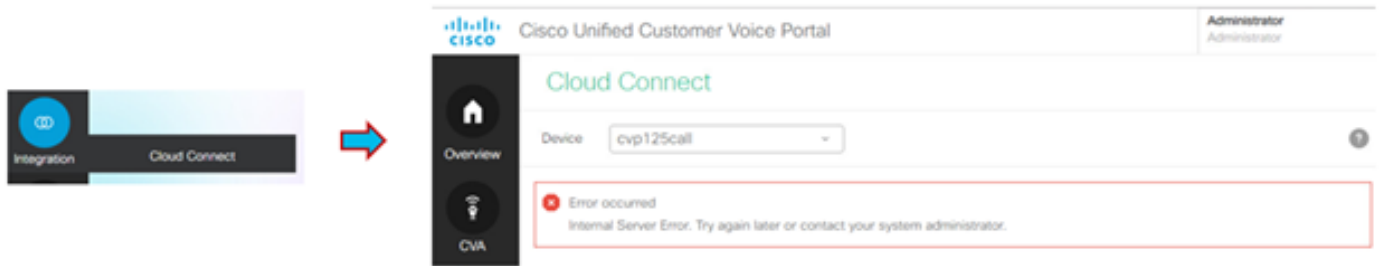 Integration
Cloud Connect
CISCO
Cisco Unified Customer Voice Portal
Administrator
Administrator
Cloud Connect
Overview
Device
cvp125call
?
Error occurred
Internal Server Error. Try again later or contact your system administrator.
CVA